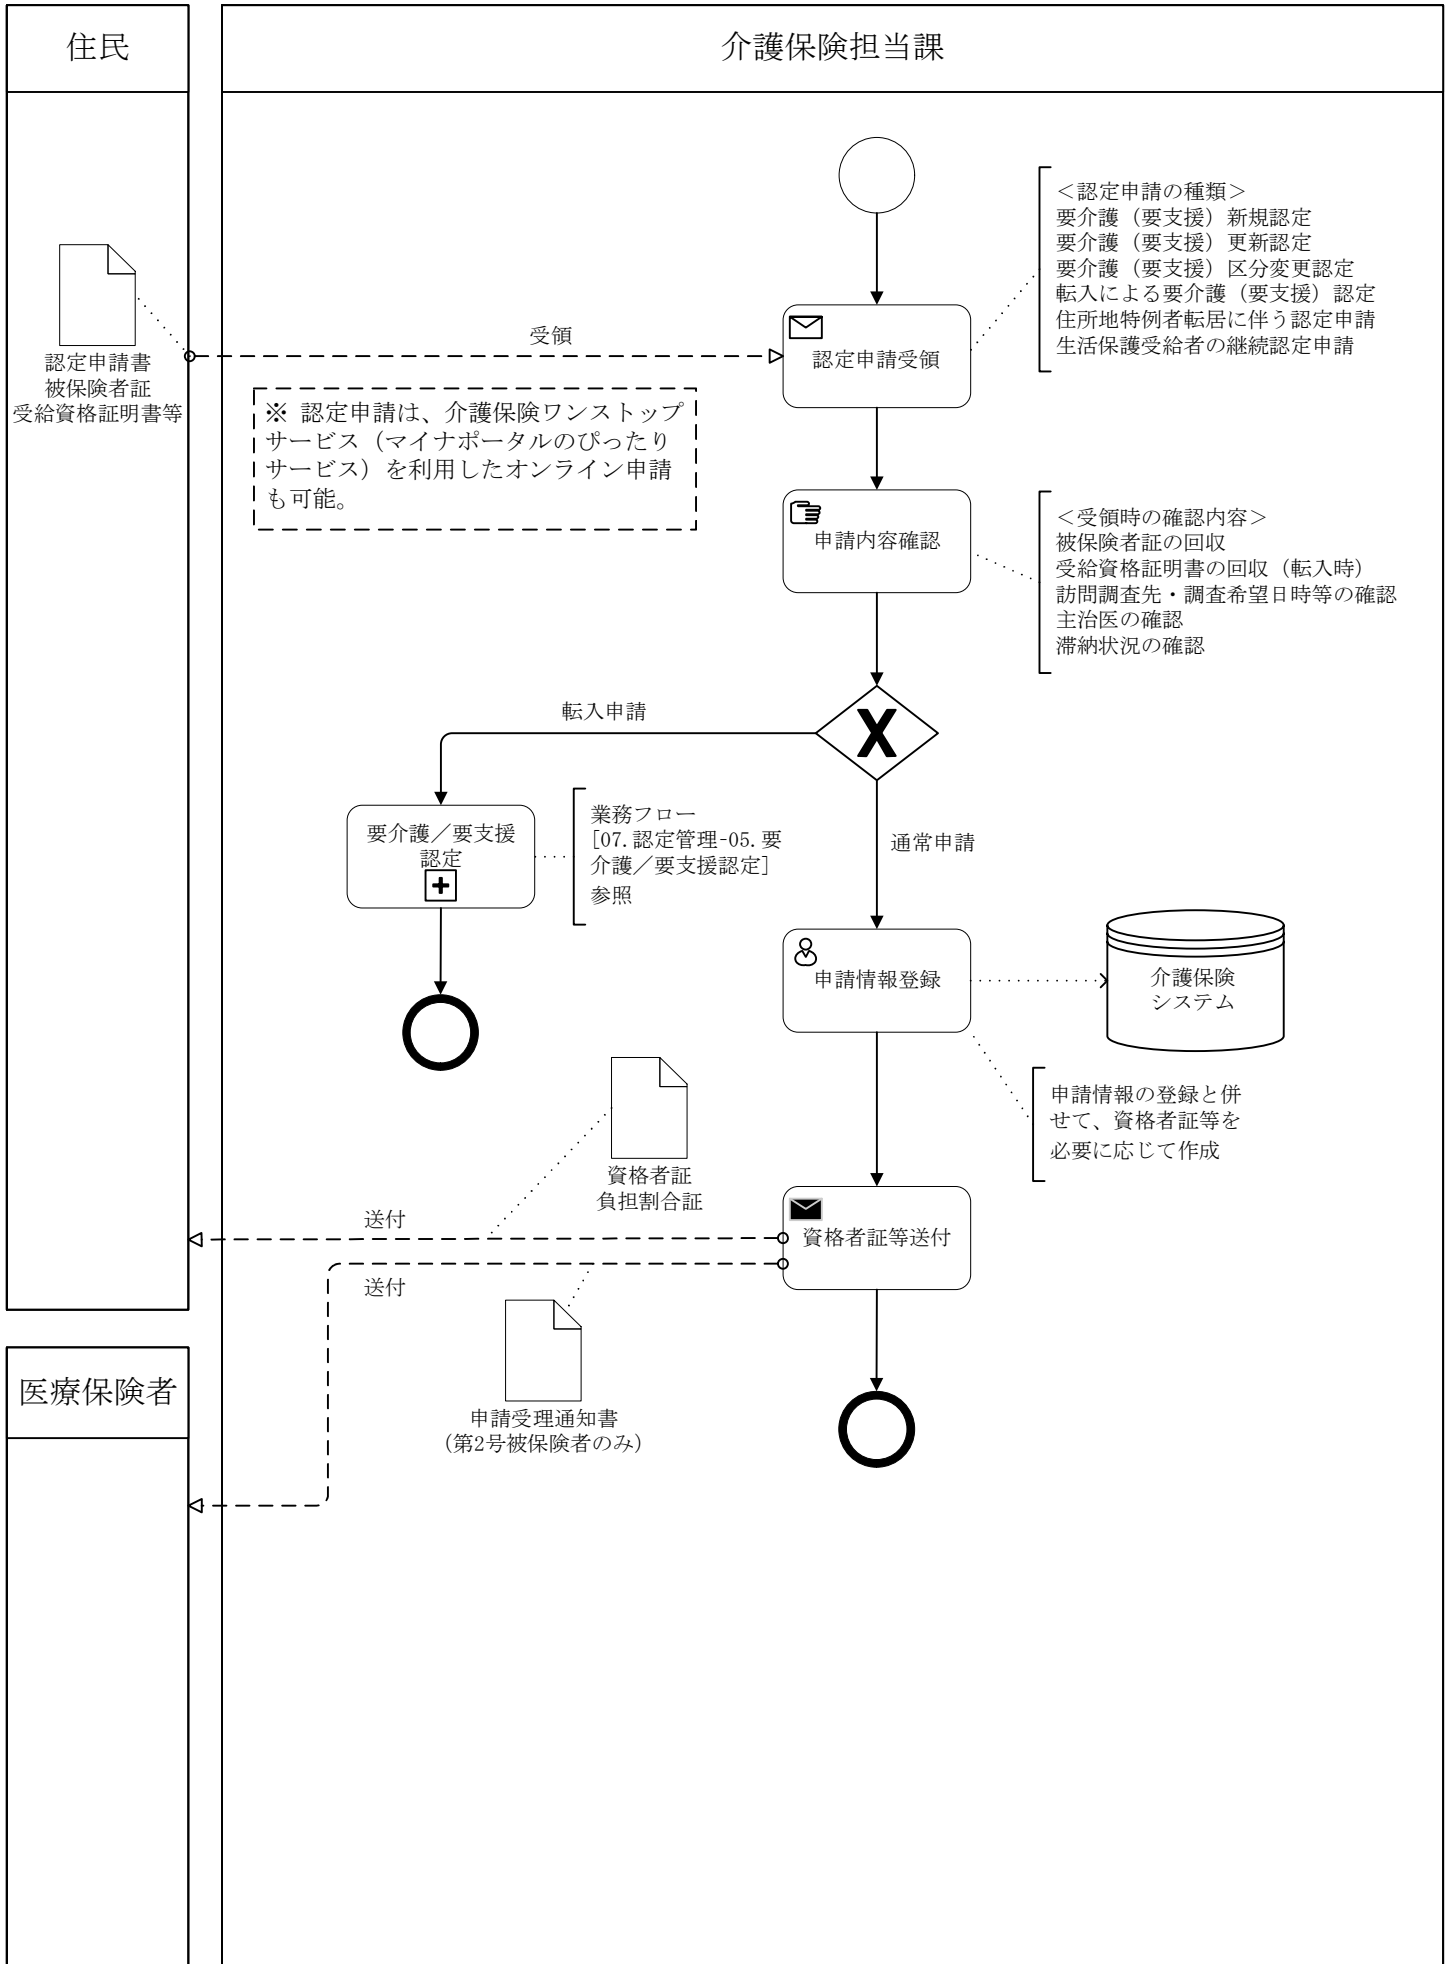 住民
介護保険担当課
＜認定申請の種類＞
要介護（要支援）新規認定
要介護（要支援）更新認定
要介護（要支援）区分変更認定
転入による要介護（要支援）認定
住所地特例者転居に伴う認定申請
生活保護受給者の継続認定申請
認定申請書
被保険者証
受給資格証明書等
受領
認定申請受領
※ 認定申請は、介護保険ワンストップ
サービス（マイナポータルのぴったり
サービス）を利用したオンライン申請
も可能。
申請内容確認
＜受領時の確認内容＞
被保険者証の回収
受給資格証明書の回収（転入時）
訪問調査先・調査希望日時等の確認
主治医の確認
滞納状況の確認
転入申請
X
要介護／要支援
認定
業務フロー
[07.認定管理-05.要
介護／要支援認定]
参照
通常申請
申請情報登録
介護保険
システム
申請情報の登録と併
せて、資格者証等を
必要に応じて作成
資格者証
負担割合証
送付
資格者証等送付
送付
申請受理通知書
（第2号被保険者のみ）
医療保険者